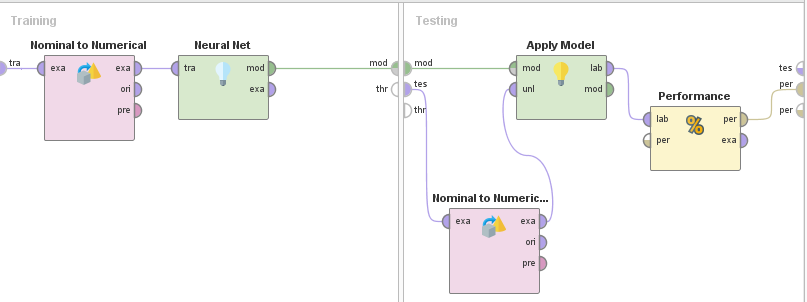 Training
Testing
Nominal to Numerical
Neural Net
Apply Model
tra
exa
exa
tra
mod
mod
mod
mod
lab
tes
ori
exa
thr
tes
unl
mod
per
pre
thr
Performance
per
lab
per
per
exa
Nominal to Numeric...
exa
exa
ori
pre
%